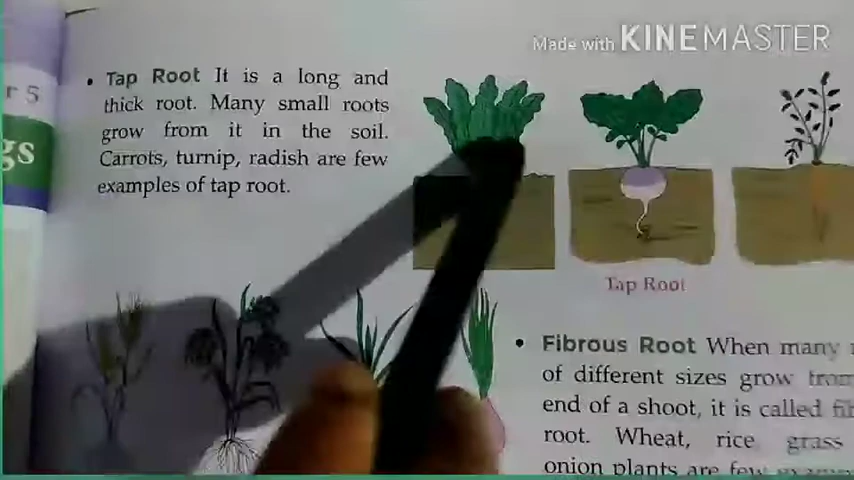 Made with KINEMASTER
r 5
gs
• Tap Root It is a long and
thick root. Many small roots
grow from it in the soil.
Carrots, turnip, radish are few
examples of tap root.
Tap Root
• Fibrous Root When many
of different sizes grow from
end of a shoot, it is called
root. Wheat, rice, grass
onion plants are few